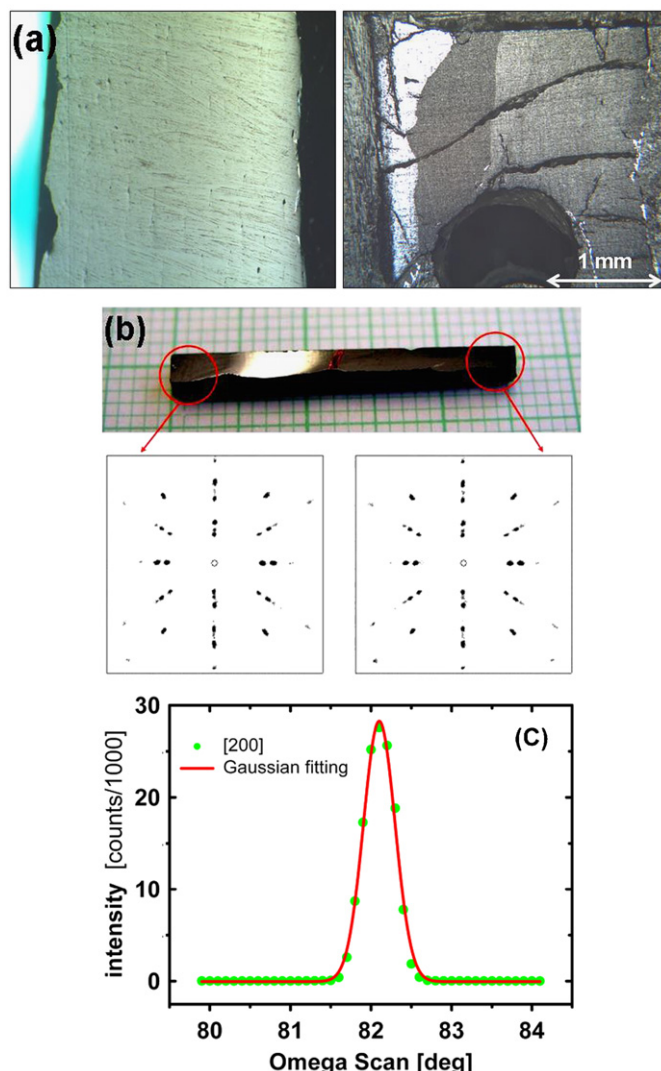 (a)
1 mm
(b)
30
20
10
0
intensity [counts/1000]
[200]
Gaussian fitting
(C)
80 81 82 83 84
Omega Scan [deg]